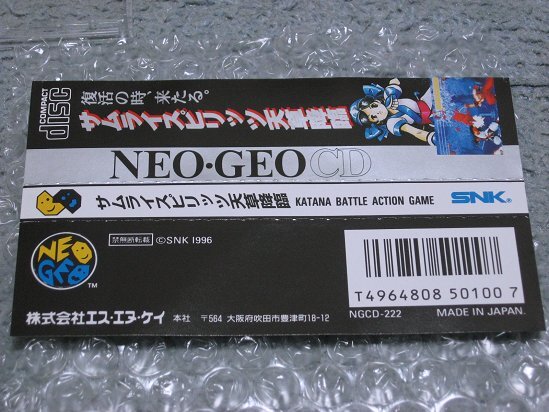 COMPACT
disc
復活の時、来たる。
サムライスピリッツ天草降臨
NEO・GEO CD
サムライスピリッツ天草降臨 KATANA BATTLE ACTION GAME SNK®
NEO
GEO
TM
禁無断転載 ©SNK 1996
株式会社エス・エヌ・ケイ 本社 〒564 大阪府吹田市豊津町18-12
T4964808 50100 7
NGCD-222 MADE IN JAPAN.